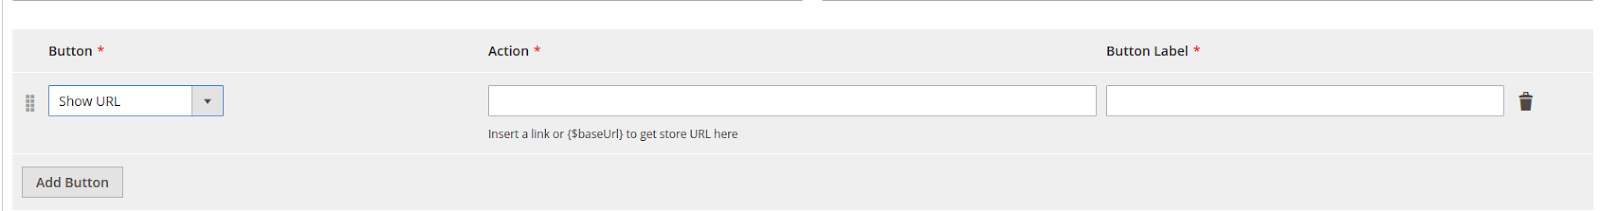 Button *
Action *
Button Label *
Show URL
Insert a link or {$baseUrl} to get store URL here
Add Button